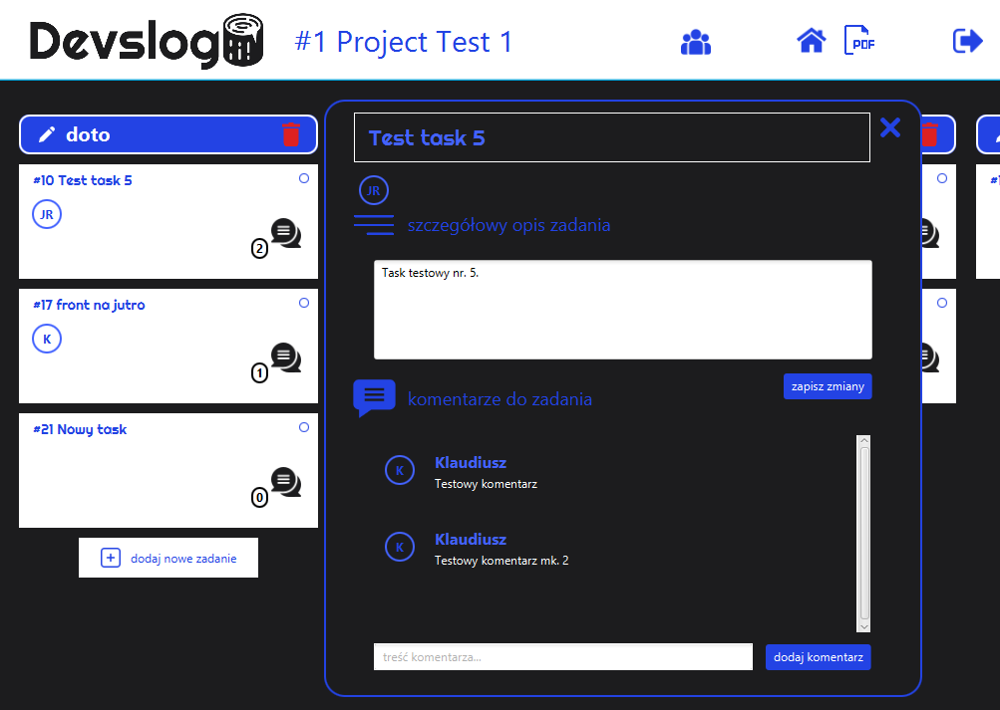 Devslog
#1 Project Test 1
PDF
doto
#10 Test task 5
JR
2
#17 front na jutro
K
1
#21 Nowy task
0
dodaj nowe zadanie
Test task 5
JR
szczegółowy opis zadania
Task testowy nr. 5.
zapisz zmiany
komentarze do zadania
K
Klaudiusz
Testowy komentarz
K
Klaudiusz
Testowy komentarz mk. 2
treść komentarza...
dodaj komentarz